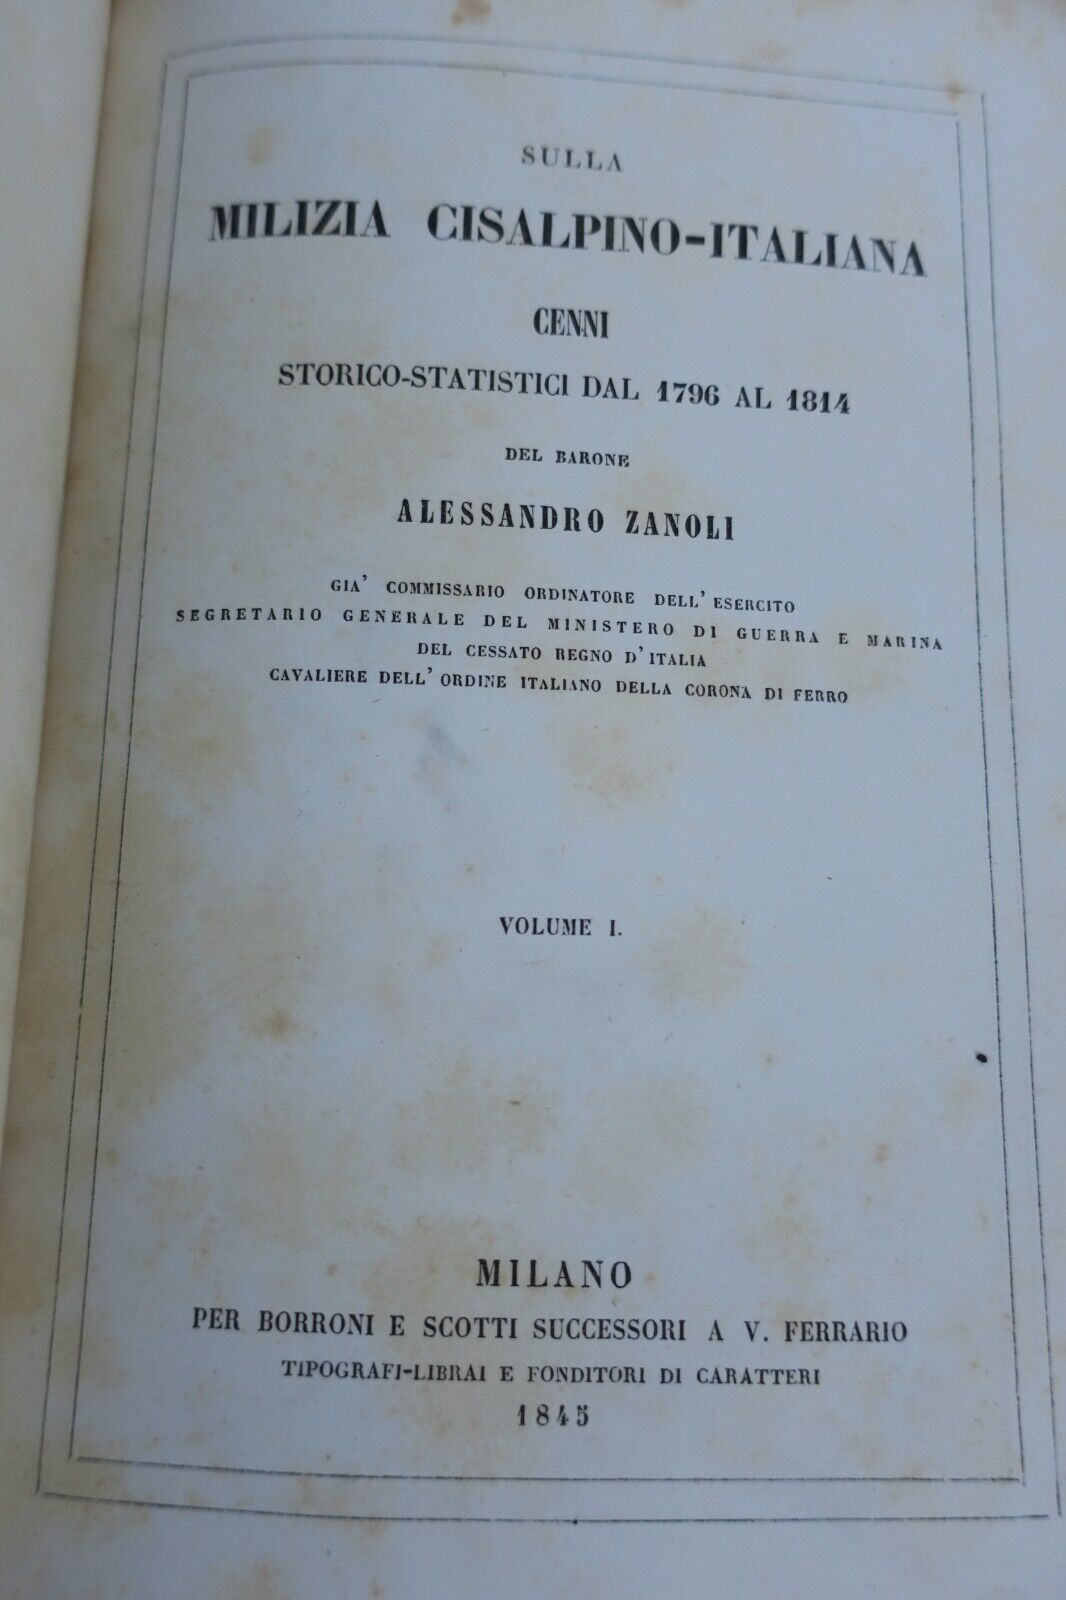 SULLA
MILIZIA CISALPINO-ITALIANA
CENNI
STORICO-STATISTICI DAL 1796 AL 1814
DEL BARONE
ALESSANDRO ZANOLI
GIA' COMMISSARIO ORDINATORE DELL'ESERCITO
SEGRETARIO GENERALE DEL MINISTERO DI GUERRA E MARINA
DEL CESSATO REGNO D'ITALIA
CAVALIERE DELL'ORDINE ITALIANO DELLA CORONA DI FERRO
VOLUME I.
MILANO
PER BORRONI E SCOTTI SUCCESSORI A V. FERRARIO
TIPOGRAFI-LIBRAI E FONDITORI DI CARATTERI
1845